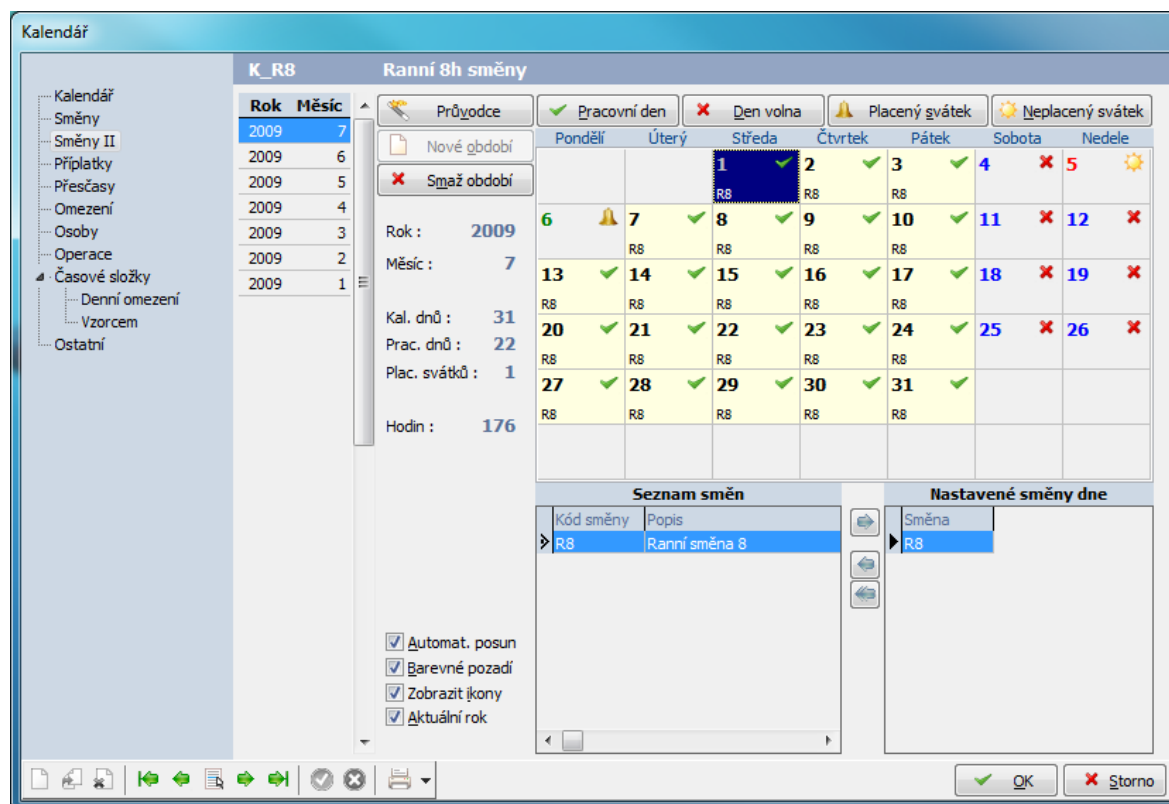 Kalendář
Kalendář
Směny
Směny II
Příplatky
Přesčasy
Omezení
Osoby
Operace
Časové složky
Denní omezení
Vzorcem
Ostatní
K_R8 Ranní 8h směny
Rok Měsíc
2009 7
2009 6
2009 5
2009 4
2009 3
2009 2
2009 1
Průvodce
Nové období
Smaž období
Rok : 2009
Měsíc : 7
Kal. dnů : 31
Prac. dnů : 22
Plac. svátků : 1
Hodin : 176
Automat. posun
Barevné pozadí
Zobrazit ikony
Aktuální rok
Pracovní den Den volna Placený svátek Neplacený svátek
Pondělí Úterý Středa Čtvrtek Pátek Sobota Nedele
1 2 3 4 5
R8 R8 R8
6 7 8 9 10 11 12
R8 R8 R8 R8
13 14 15 16 17 18 19
R8 R8 R8 R8 R8
20 21 22 23 24 25 26
R8 R8 R8 R8 R8
27 28 29 30 31
R8 R8 R8 R8 R8
Seznam směn
Kód směny Popis
R8 Ranní směna 8
Nastavené směny dne
Směna
R8
OK Storno